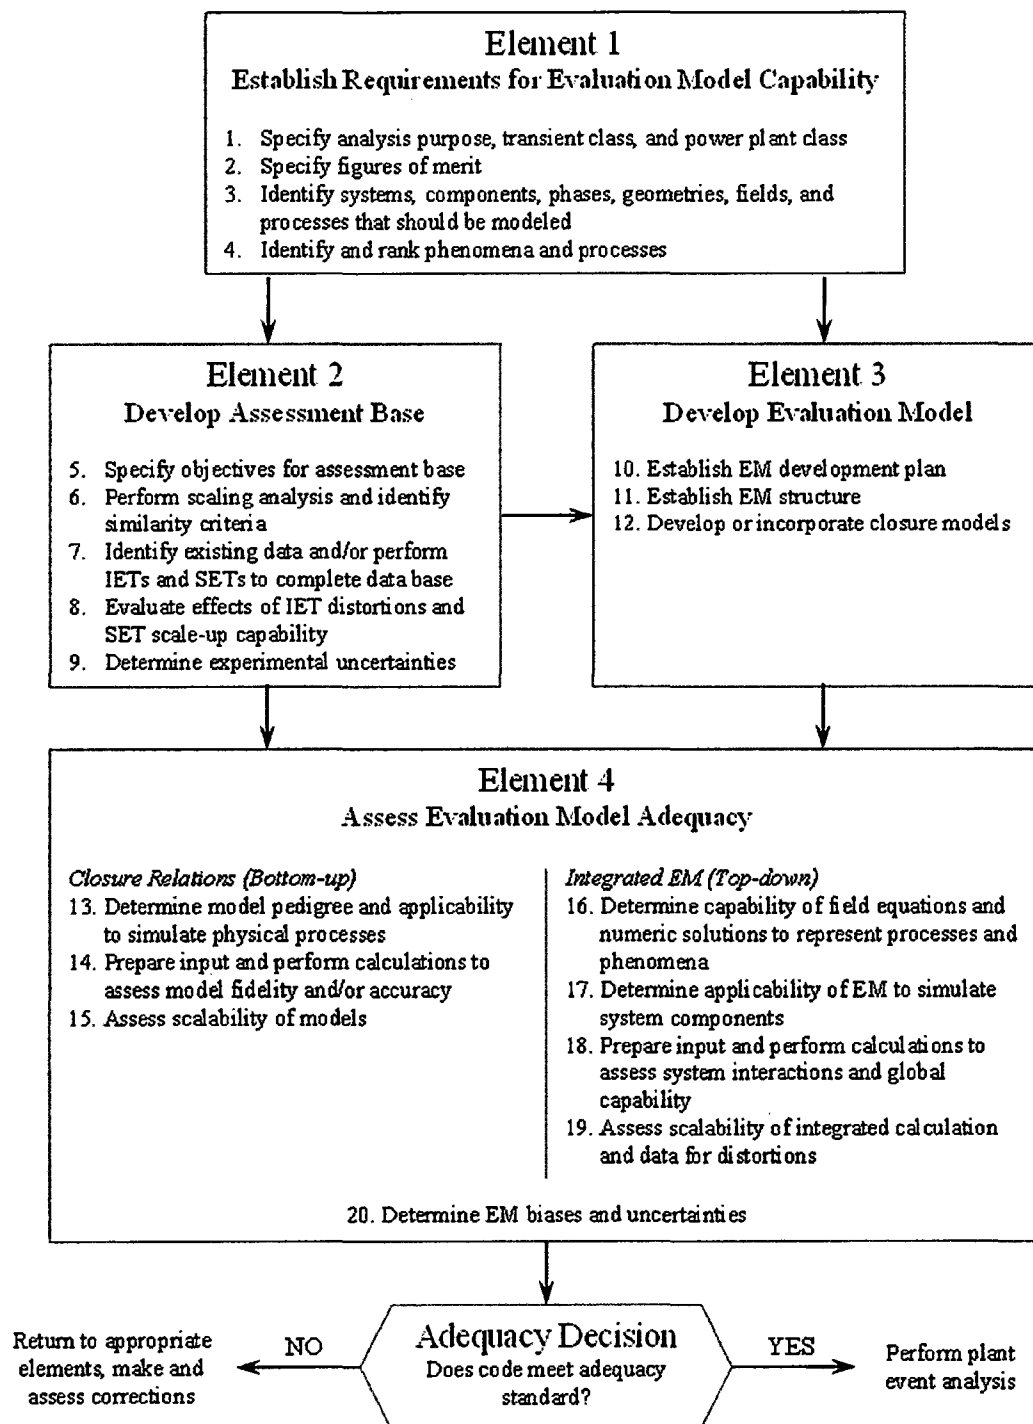 Element 1
Establish Requirements for Evaluation Model Capability
1. Specify analysis purpose, transient class, and power plant class
2. Specify figures of merit
3. Identify systems, components, phases, geometries, fields, and
processes that should be modeled
4. Identify and rank phenomena and processes
Element 2
Develop Assessment Base
5. Specify objectives for assessment base
6. Perform scaling analysis and identify
similarity criteria
7. Identify existing data and/or perform
IETs and SETs to complete data base
8. Evaluate effects of IET distortions and
SET scale-up capability
9. Determine experimental uncertainties
Element 3
Develop Evaluation Model
10. Establish EM development plan
11. Establish EM structure
12. Develop or incorporate closure models
Element 4
Assess Evaluation Model Adequacy
Closure Relations (Bottom-up)
13. Determine model pedigree and applicability
to simulate physical processes
14. Prepare input and perform calculations to
assess model fidelity and/or accuracy
15. Assess scalability of models
Integrated EM (Top-down)
16. Determine capability of field equations and
numeric solutions to represent processes and
phenomena
17. Determine applicability of EM to simulate
system components
18. Prepare input and perform calculations to
assess system interactions and global
capability
19. Assess scalability of integrated calculation
and data for distortions
20. Determine EM biases and uncertainties
Adequacy Decision
Does code meet adequacy
standard?
NO
Return to appropriate
elements, make and
assess corrections
YES
Perform plant
event analysis